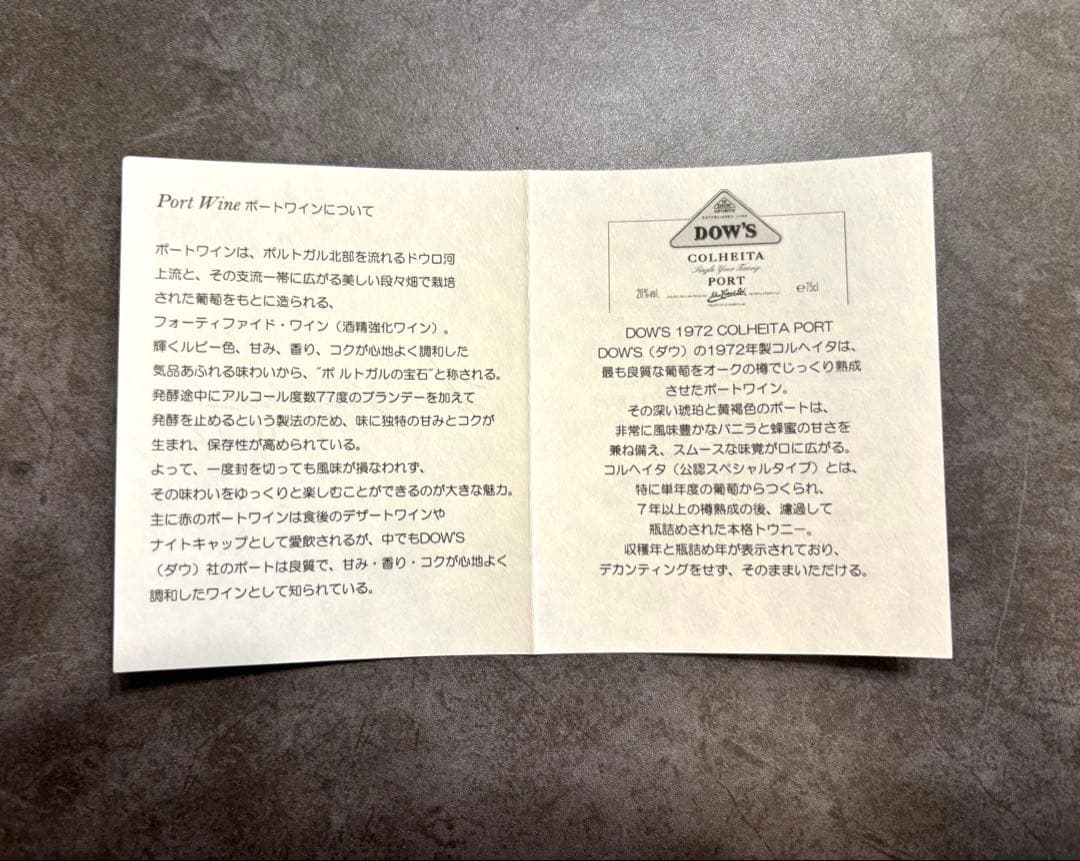 Port Wine ポートワインについて
ポートワインは、ポルトガル北部を流れるドウロ河
上流と、その支流一帯に広がる美しい段々畑で栽培
された葡萄をもとに造られる、
フォーティファイド・ワイン（酒精強化ワイン）。
輝くルビー色、甘み、香り、コクが心地よく調和した
気品あふれる味わいから、"ポルトガルの宝石"と称される。
発酵途中にアルコール度数77度のブランデーを加えて
発酵を止めるという製法のため、味に独特の甘みとコクが
生まれ、保存性が高められている。
よって、一度封を切っても風味が損なわれず、
その味わいをゆっくりと楽しむことができるのが大きな魅力。
主に赤のポートワインは食後のデザートワインや
ナイトキャップとして愛飲されるが、中でもDOW'S
（ダウ）社のポートは良質で、甘み・香り・コクが心地よく
調和したワインとして知られている。
DOW'S
COLHEITA
Single Year Tawny
PORT
20%vol.
e75cl
DOW'S 1972 COLHEITA PORT
DOW'S（ダウ）の1972年製コルヘイタは、
最も良質な葡萄をオークの樽でじっくり熟成
させたポートワイン。
その深い琥珀と黄褐色のポートは、
非常に風味豊かなバニラと蜂蜜の甘さを
兼ね備え、スムースな味覚が口に広がる。
コルヘイタ（公認スペシャルタイプ）とは、
特に単年度の葡萄からつくられ、
７年以上の樽熟成の後、濾過して
瓶詰めされた本格トウニー。
収穫年と瓶詰め年が表示されており、
デカンティングをせず、そのままいただける。